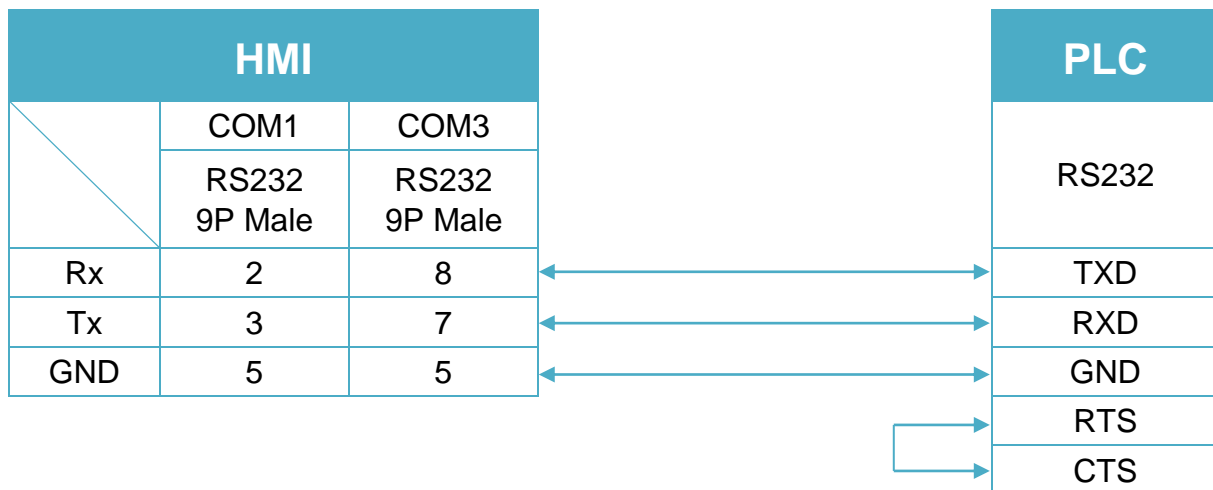 HMI PLC
COM1 COM3
RS232 RS232 RS232
9P Male 9P Male
Rx 2 8 TXD
Tx 3 7 RXD
GND 5 5 GND
RTS
CTS